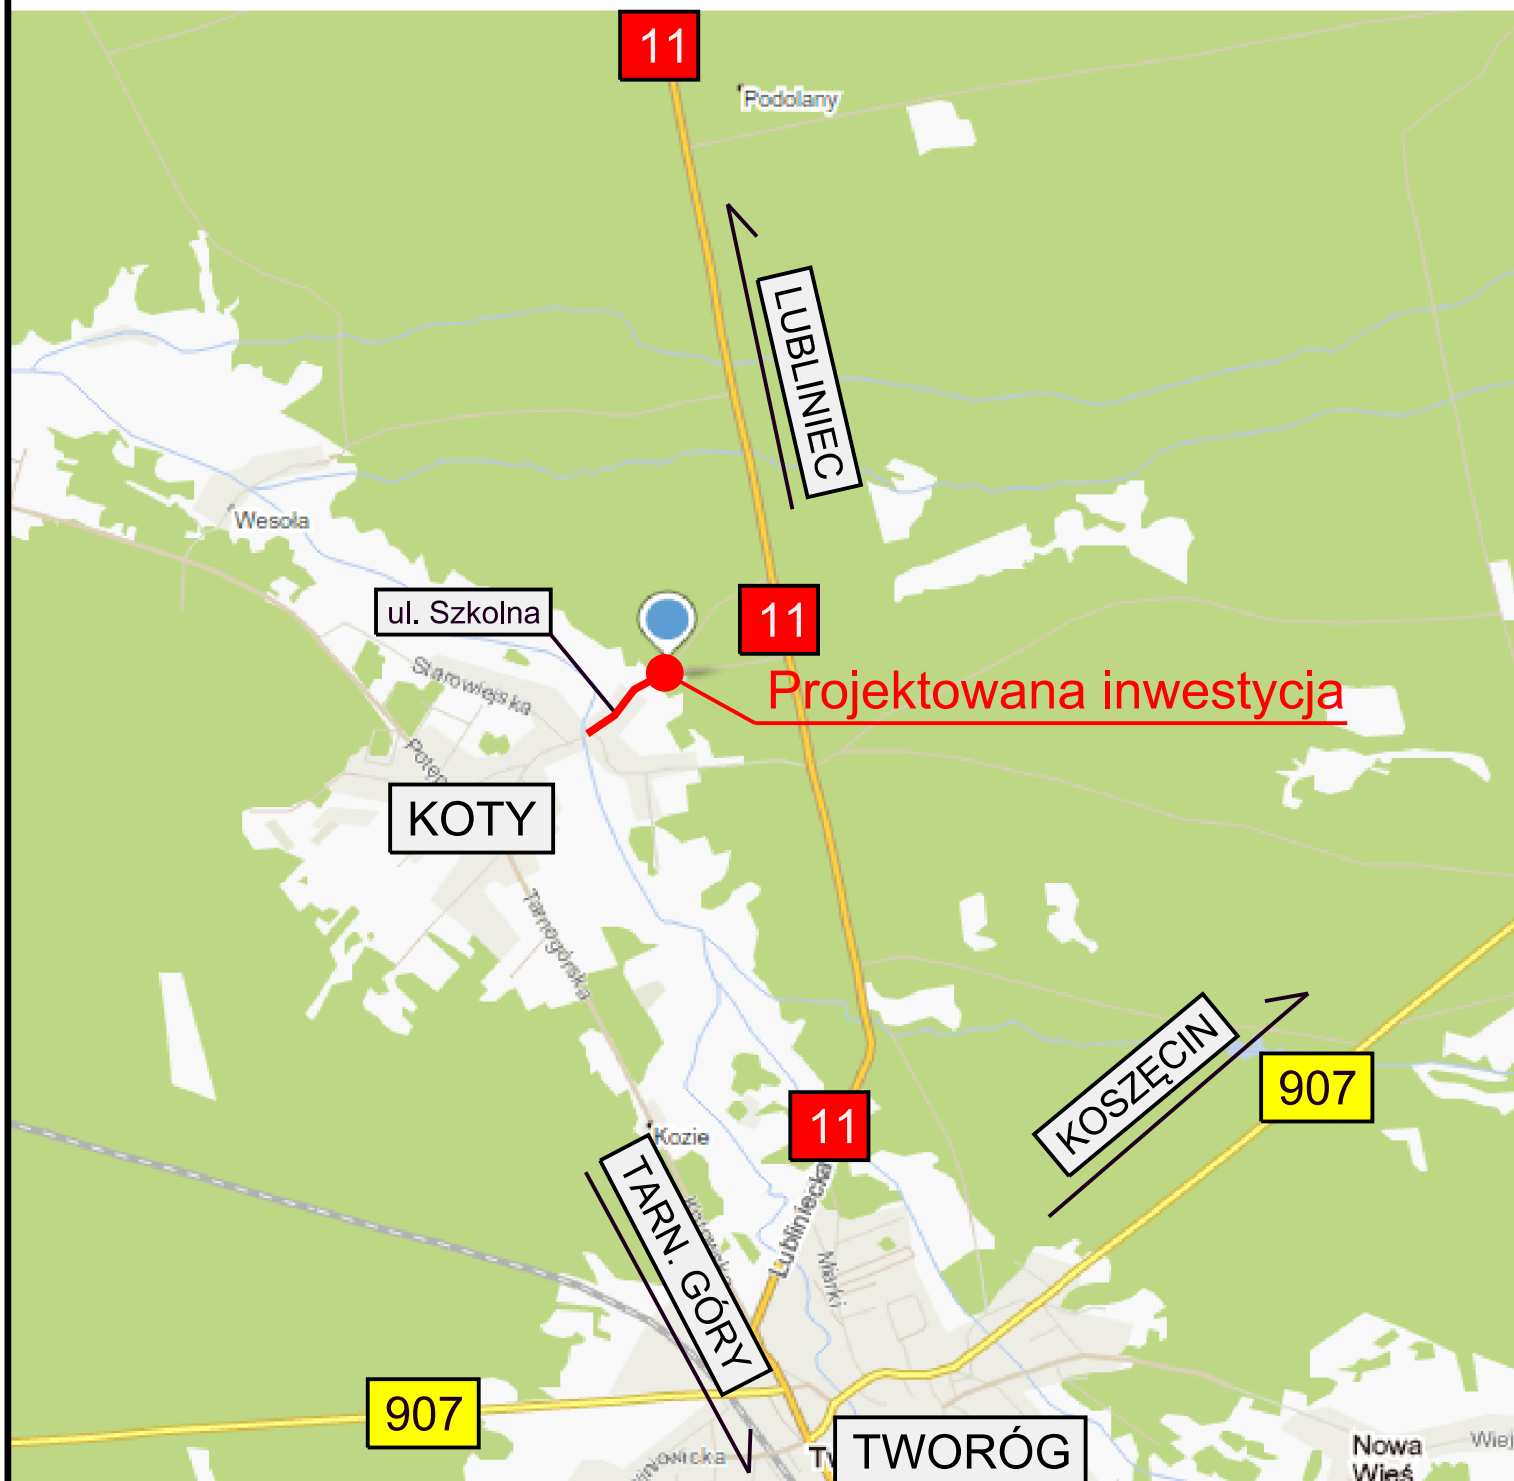 11
Podolany
LUBLINIEC
Wesoła
ul. Szkolna
11
Starowiejska
Projektowana inwestycja
KOTY
Tarnogórska
KOSZĘCIN
907
11
Kozie
TARN. GÓRY
Lubliniecka
Miarki
907
TWORÓG
Nowa
Wieś